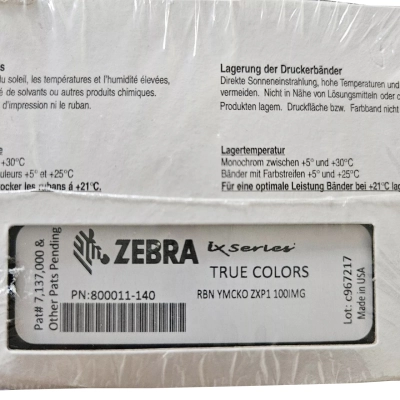 s
du soleil, les températures et l'humidité élevées,
é de solvants ou autres produits chimiques.
d'impression ni le ruban.
Lagerung der Druckerbänder
Direkte Sonneneinstrahlung, hohe Temperaturen und
vermeiden. Nicht in Nähe von Lösungsmitteln oder
Produkten lagern. Druckfläche bzw. Farbband nicht
e
+30°C
uleurs +5° et +25°C
ocker les rubans à +21°C,
Lagertemperatur
Monochrom zwischen +5° und +30°C
Bänder mit Farbstreifen +5° und +25°C
Für eine optimale Leistung Bänder bei +21°C
Pat# 7,137,000 &
Other Pats Pending
ZEBRA
ix series
TRUE COLORS
PN:800011-140
RBN YMCKO ZXP1 100IMG
Lot: c967217
Made in USA